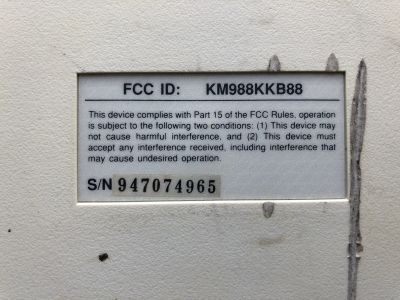 FCC ID: KM988KKB88
This device complies with Part 15 of the FCC Rules, operation
is subject to the following two conditions: (1) This device may
not cause harmful interference, and (2) This device must
accept any interference received, including interference that
may cause undesired operation.
S/N 947074965